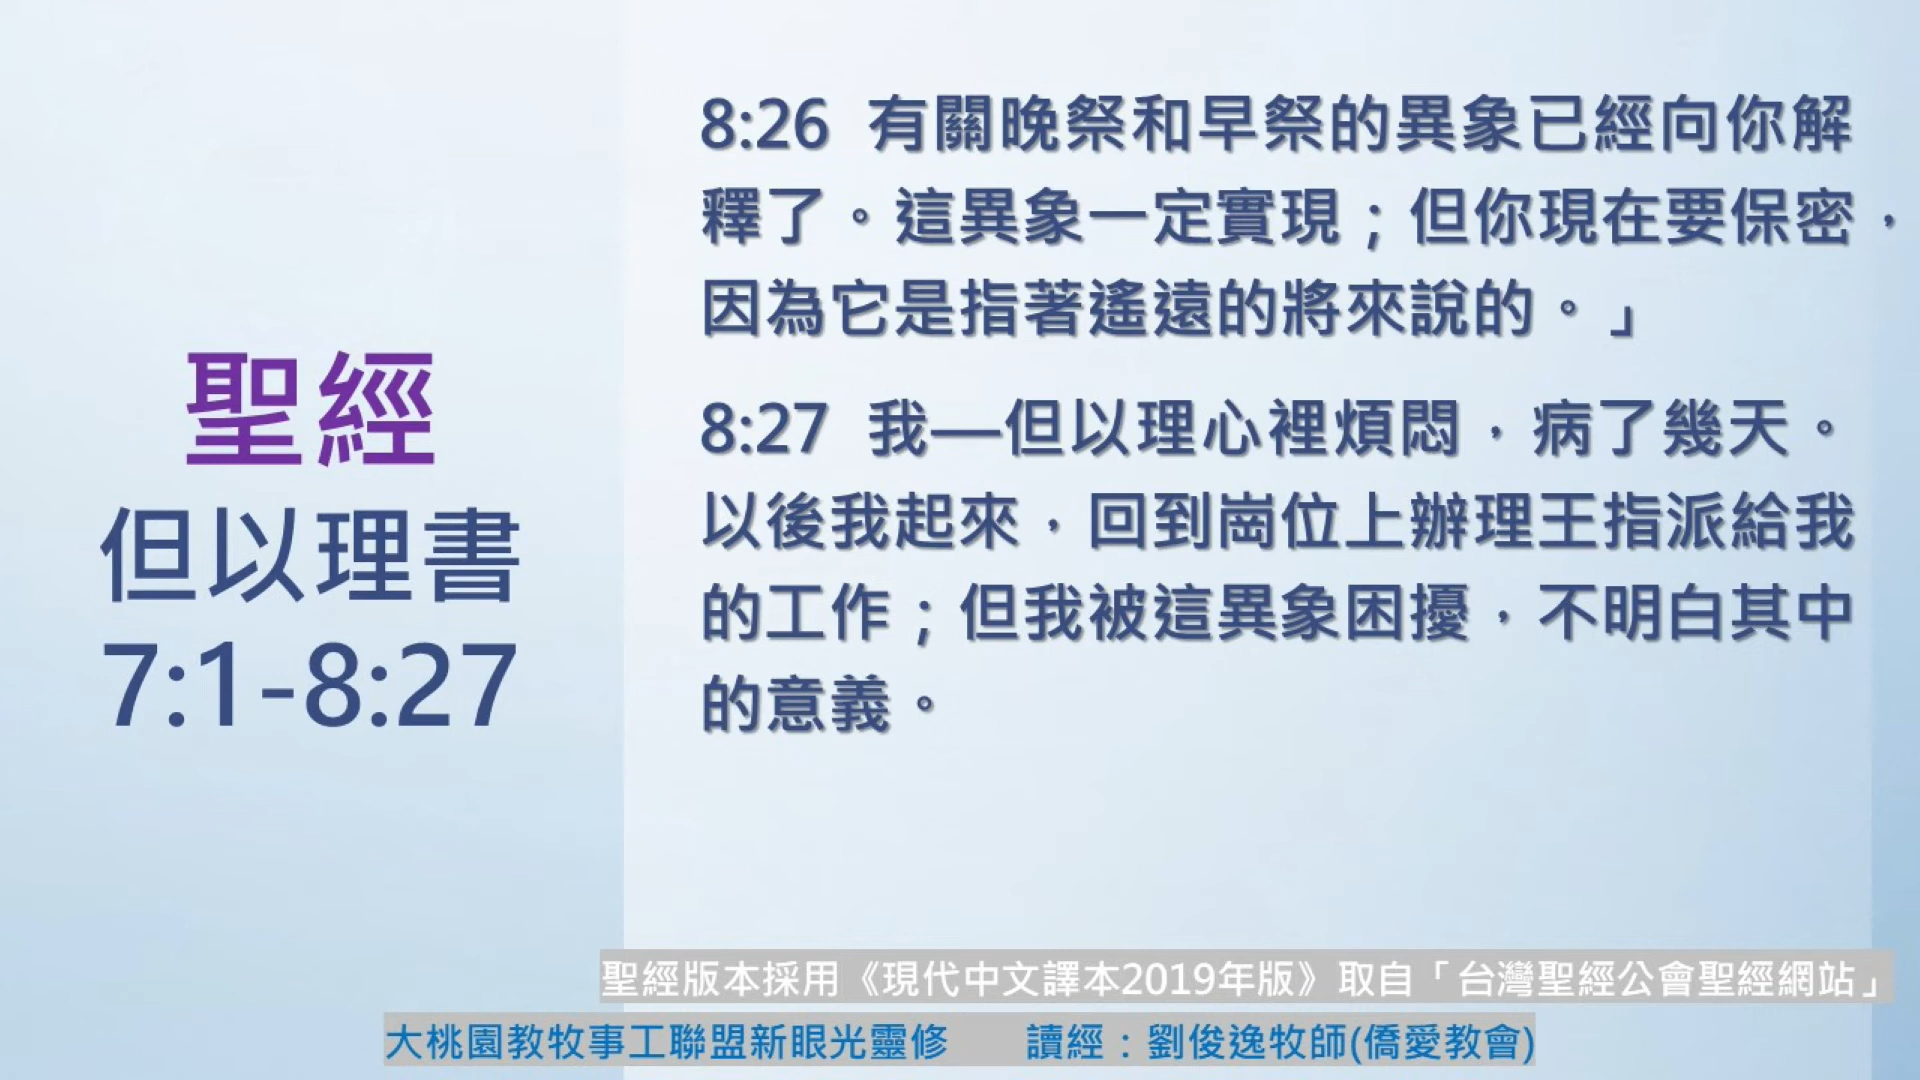 聖經
但以理書
7:1-8:27
8:26 有關晚祭和早祭的異象已經向你解
釋了。這異象一定實現；但你現在要保密，
因為它是指著遙遠的將來說的。」
8:27 我—但以理心裡煩悶，病了幾天。
以後我起來，回到崗位上辦理王指派給我
的工作；但我被這異象困擾，不明白其中
的意義。
聖經版本採用《現代中文譯本2019年版》取自「台灣聖經公會聖經網站」
大桃園教牧事工聯盟新眼光靈修 讀經：劉俊逸牧師(僑愛教會)